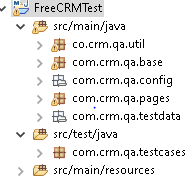 FreeCRMTest
src/main/java
co.crm.qa.util
com.crm.qa.base
com.crm.qa.config
com.crm.qa.pages
com.crm.qa.testdata
src/test/java
com.crm.qa.testcases
src/main/resources